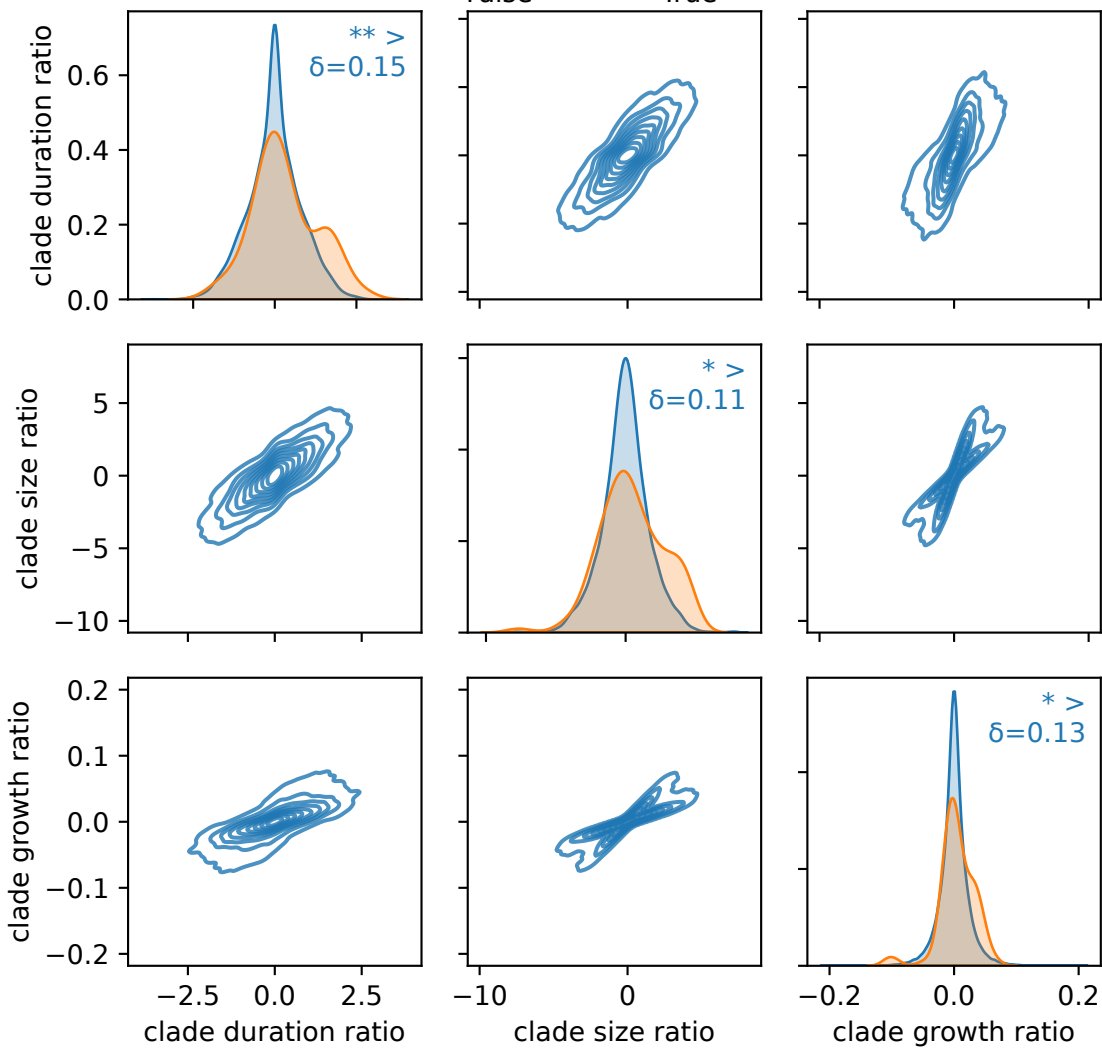 False True
clade duration ratio
0.6
0.4
0.2
0.0
** >
δ=0.15
clade size ratio
5
0
−5
−10
* >
δ=0.11
clade growth ratio
0.2
0.1
0.0
−0.1
−0.2
* >
δ=0.13
−2.5 0.0 2.5
−10 0
−0.2 0.0 0.2
clade duration ratio
clade size ratio
clade growth ratio